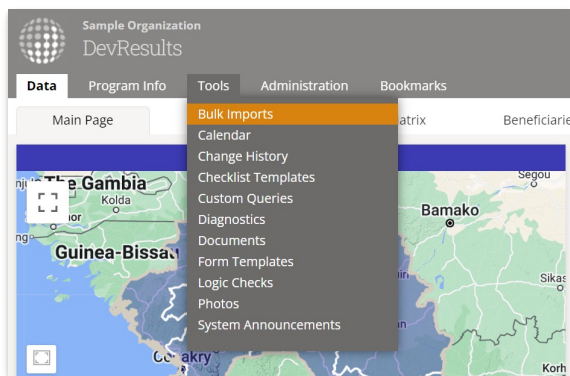 Sample Organization
DevResults
Data Program Info Tools Administration Bookmarks
Main Page atrix Beneficiarie
Bulk Imports
Calendar
Change History
Checklist Templates
Custom Queries
Diagnostics
Documents
Form Templates
Logic Checks
Photos
System Announcements
The Gambia
Kolda
Segou
Bamako
Guinea-Bissau
Sikas
akry
Korh